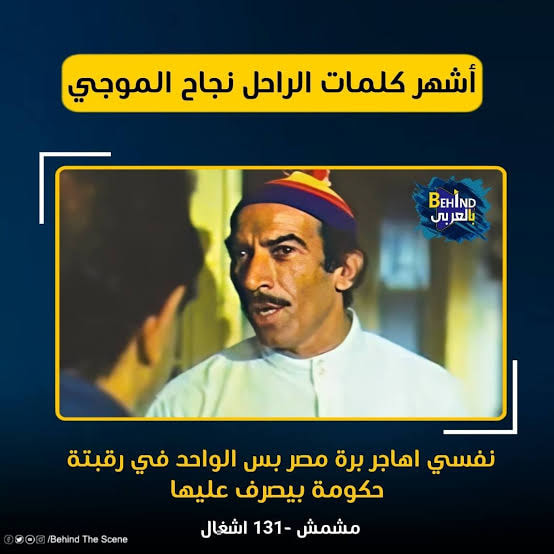 أشهر كلمات الراحل نجاح الموجي
BEHIND
بالعربي
نفسي اهاجر برة مصر بس الواحد في رقبتة
حكومة بيصرف عليها
مشمش -131 اشغال
/Behind The Scene